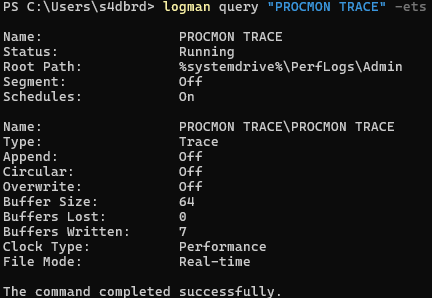 PS C:\Users\s4dbrd> logman query "PROCMON TRACE" -ets
Name: PROCMON TRACE
Status: Running
Root Path: %systemdrive%\PerfLogs\Admin
Segment: Off
Schedules: On
Name: PROCMON TRACE\PROCMON TRACE
Type: Trace
Append: Off
Circular: Off
Overwrite: Off
Buffer Size: 64
Buffers Lost: 0
Buffers Written: 7
Clock Type: Performance
File Mode: Real-time
The command completed successfully.